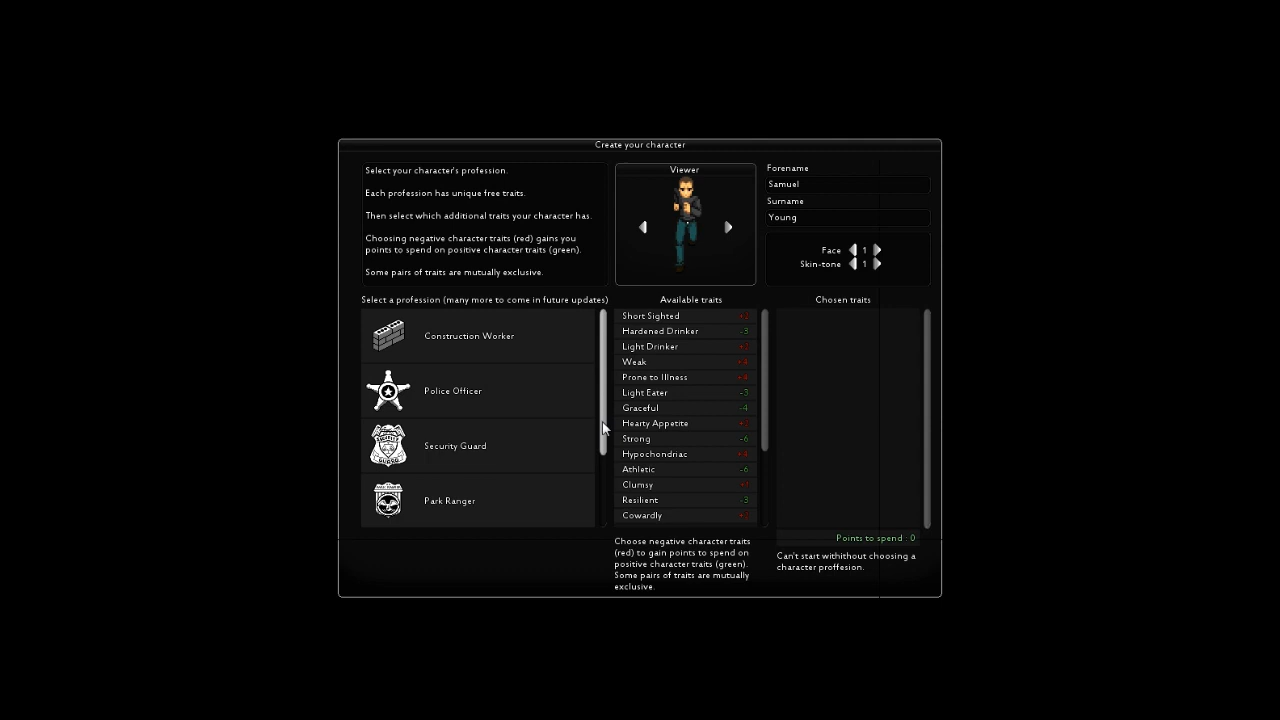 Create your character
Select your character's profession.
Each profession has unique free traits.
Then select which additional traits your character has.
Choosing negative character traits (red) gains you
points to spend on positive character traits (green).
Some pairs of traits are mutually exclusive.
Viewer
Forename
Samuel
Surname
Young
Face 1
Skin-tone 1
Select a profession (many more to come in future updates)
Construction Worker
Police Officer
Security Guard
Park Ranger
Available traits
Short Sighted
Hardened Drinker -3
Light Drinker
Weak
Prone to Illness
Light Eater -3
Graceful -4
Hearty Appetite
Strong -6
Hypochondriac
Athletic -6
Clumsy
Resilient -3
Cowardly
Choose negative character traits
(red) to gain points to spend on
positive character traits (green).
Some pairs of traits are mutually
exclusive.
Chosen traits
Points to spend : 0
Can't start withithout choosing a
character proffesion.